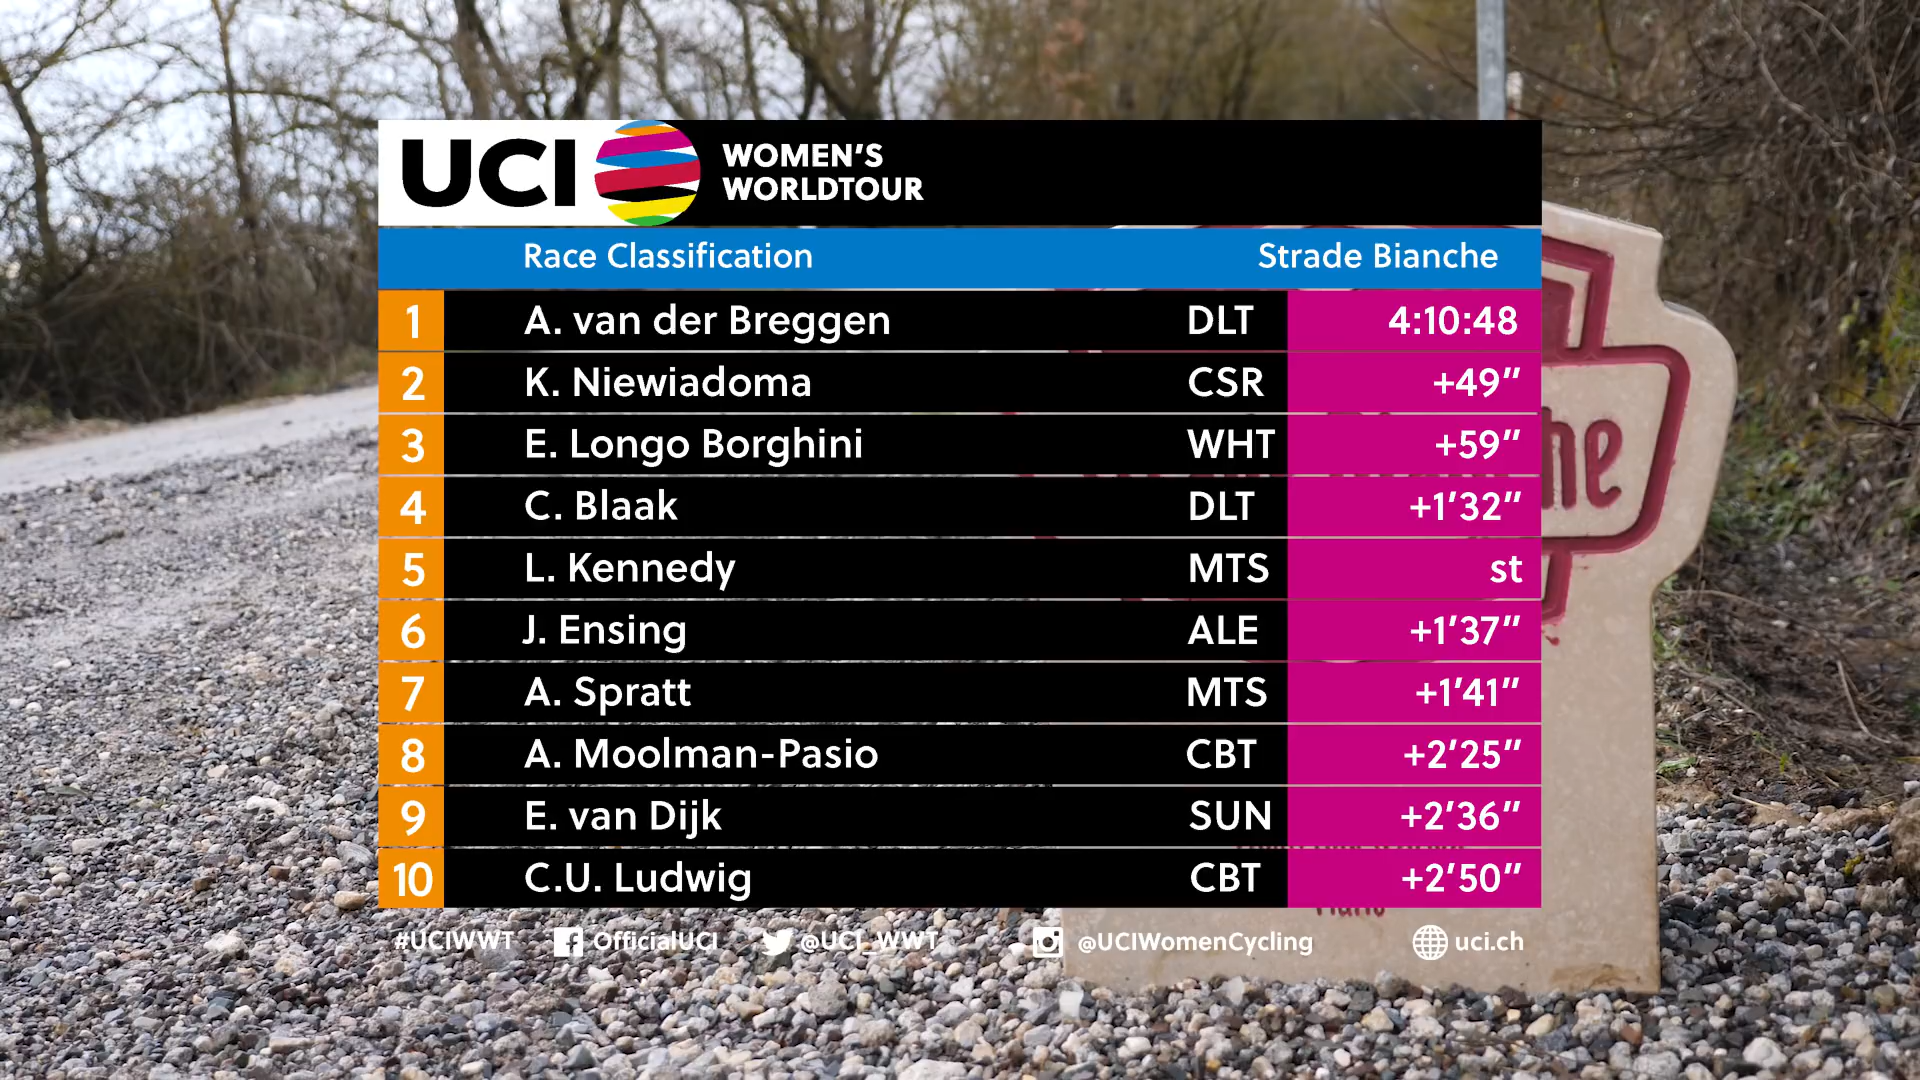 UCI WOMEN'S
WORLDTOUR
Race Classification Strade Bianche
1 A. van der Breggen DLT 4:10:48
2 K. Niewiadoma CSR +49"
3 E. Longo Borghini WHT +59"
4 C. Blaak DLT +1'32"
5 L. Kennedy MTS st
6 J. Ensing ALE +1'37"
7 A. Spratt MTS +1'41"
8 A. Moolman-Pasio CBT +2'25"
9 E. van Dijk SUN +2'36"
10 C.U. Ludwig CBT +2'50"
#UCIWWT OfficialUCI @UCI_WWT @UCIWomenCycling uci.ch